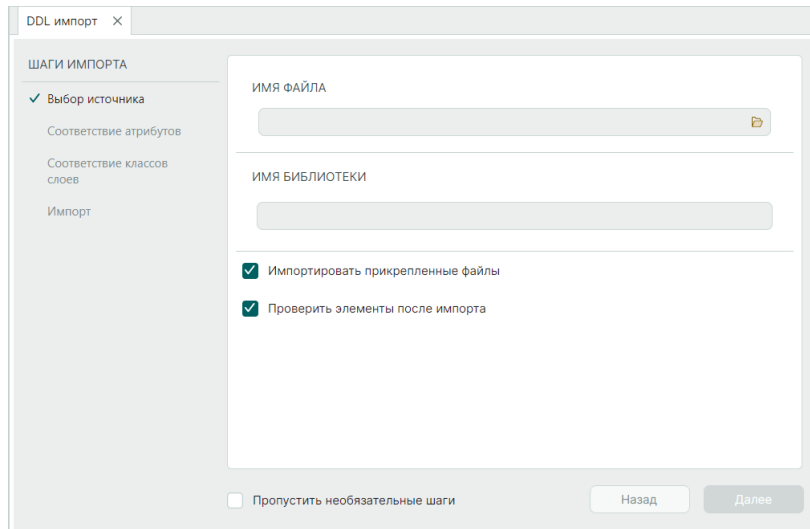 DDL импорт
ШАГИ ИМПОРТА
Выбор источника
Соответствие атрибутов
Соответствие классов
слоев
Импорт
ИМЯ ФАЙЛА
ИМЯ БИБЛИОТЕКИ
Импортировать прикрепленные файлы
Проверить элементы после импорта
Пропустить необязательные шаги
Назад
Далее